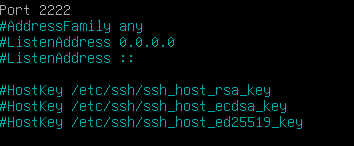 Port 2222
#AddressFamily any
#ListenAddress 0.0.0.0
#ListenAddress ::
#HostKey /etc/ssh/ssh_host_rsa_key
#HostKey /etc/ssh/ssh_host_ecdsa_key
#HostKey /etc/ssh/ssh_host_ed25519_key